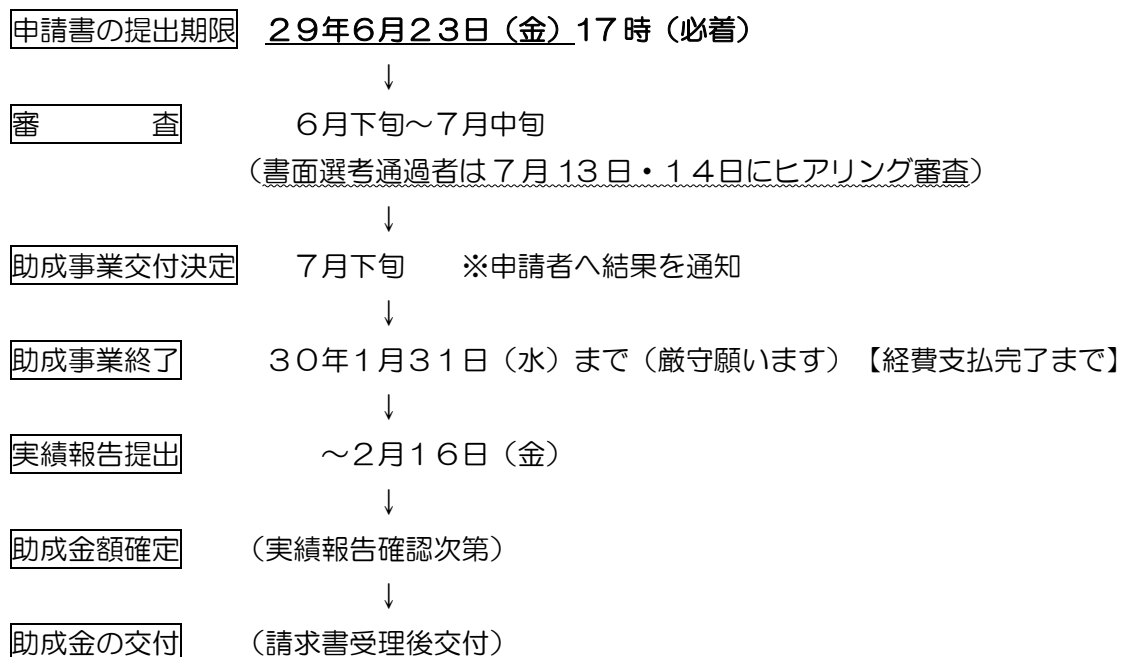 申請書の提出期限 29年6月23日（金）17時（必着）
↓
審 査 6月下旬～7月中旬
（書面選考通過者は7月13日・14日にヒアリング審査）
↓
助成事業交付決定 7月下旬 ※申請者へ結果を通知
↓
助成事業終了 30年1月31日（水）まで（厳守願います）【経費支払完了まで】
↓
実績報告提出 ～2月16日（金）
↓
助成金額確定 （実績報告確認次第）
↓
助成金の交付 （請求書受理後交付）